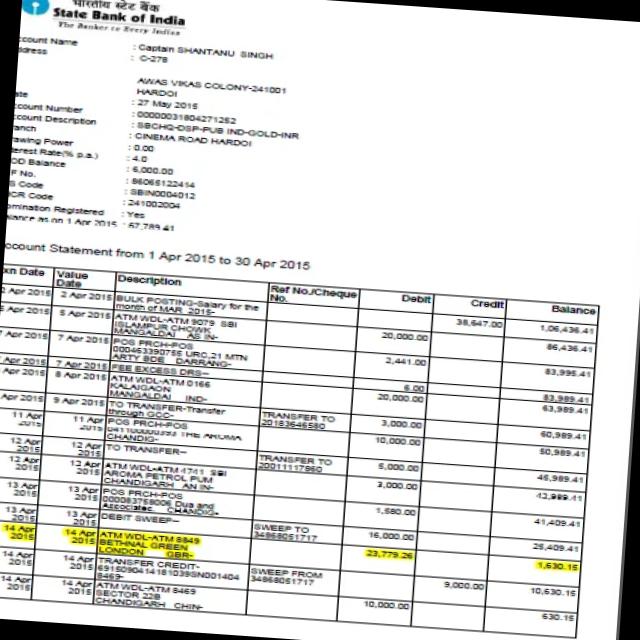 भारतीय स्टेट बैंक
State Bank of India
The Banker to Every Indian
ccount Name : Captain SHANTANU SINGH
ddress : C-278
AWAS VIKAS COLONY-241001
HARDOI
ate : 27 May 2015
ccount Number : 00000031804271252
ccount Description : SBCHQ-DSP-PUB IND-GOLD-INR
ranch : CINEMA ROAD HARDOI
rawing Power : 0.00
terest Rate(% p.a.) : 4.0
OD Balance : 6,000.00
F No. : 86065122414
S Code : SBIN0004012
ICR Code : 241002004
omination Registered : Yes
alance as on 1 Apr 2015 : 67,789.41
ccount Statement from 1 Apr 2015 to 30 Apr 2015
xn Date Value Date Description Ref No./Cheque No. Debit Credit Balance
2 Apr 2015 2 Apr 2015 BULK POSTING-Salary for the month of MAR 2015- 38,647.00 1,06,436.41
5 Apr 2015 5 Apr 2015 ATM WDL-ATM 9079 SBI ISLAMPUR CHOWK MANGALDAI AS IN- 20,000.00 86,436.41
7 Apr 2015 7 Apr 2015 POS PRCH-POS 000463390755 URC,21 MTN ARTY BDE DARRANG- 2,441.00 83,995.41
Apr 2015 7 Apr 2015 FEE EXCESS DRS-- 6.00 83,989.41
Apr 2015 8 Apr 2015 ATM WDL-ATM 0166 KALAIGAON MANGALDAI IND- 20,000.00 63,989.41
Apr 2015 9 Apr 2015 TO TRANSFER-Transfer through GCC- TRANSFER TO 20183646580 3,000.00 60,989.41
11 Apr 2015 11 Apr 2015 POS PRCH-POS THE AROMA CHANDIG- 10,000.00 50,989.41
12 Apr 2015 12 Apr 2015 TO TRANSFER-- TRANSFER TO 20011117860 5,000.00 45,989.41
12 Apr 2015 12 Apr 2015 ATM WDL-ATM 4741 SBI AROMA PETROL PUM CHANDIGARH AN IN- 3,000.00 42,989.41
13 Apr 2015 13 Apr 2015 POS PRCH-POS 000083758006 Dua and Associates CHANDIG- 1,580.00 41,409.41
13 Apr 2015 13 Apr 2015 DEBIT SWEEP-- SWEEP TO 34868051717 16,000.00 25,409.41
14 Apr 2015 14 Apr 2015 ATM WDL-ATM 8849 BETHNAL GREEN LONDON GBR- 23,779.26 1,630.15
14 Apr 2015 14 Apr 2015 TRANSFER CREDIT- 6915090414181039SN001404 8469- SWEEP FROM 34868051717 9,000.00 10,630.15
14 Apr 2015 14 Apr 2015 ATM WDL-ATM 8469 SECTOR 22B CHANDIGARH CHIN- 10,000.00 630.15